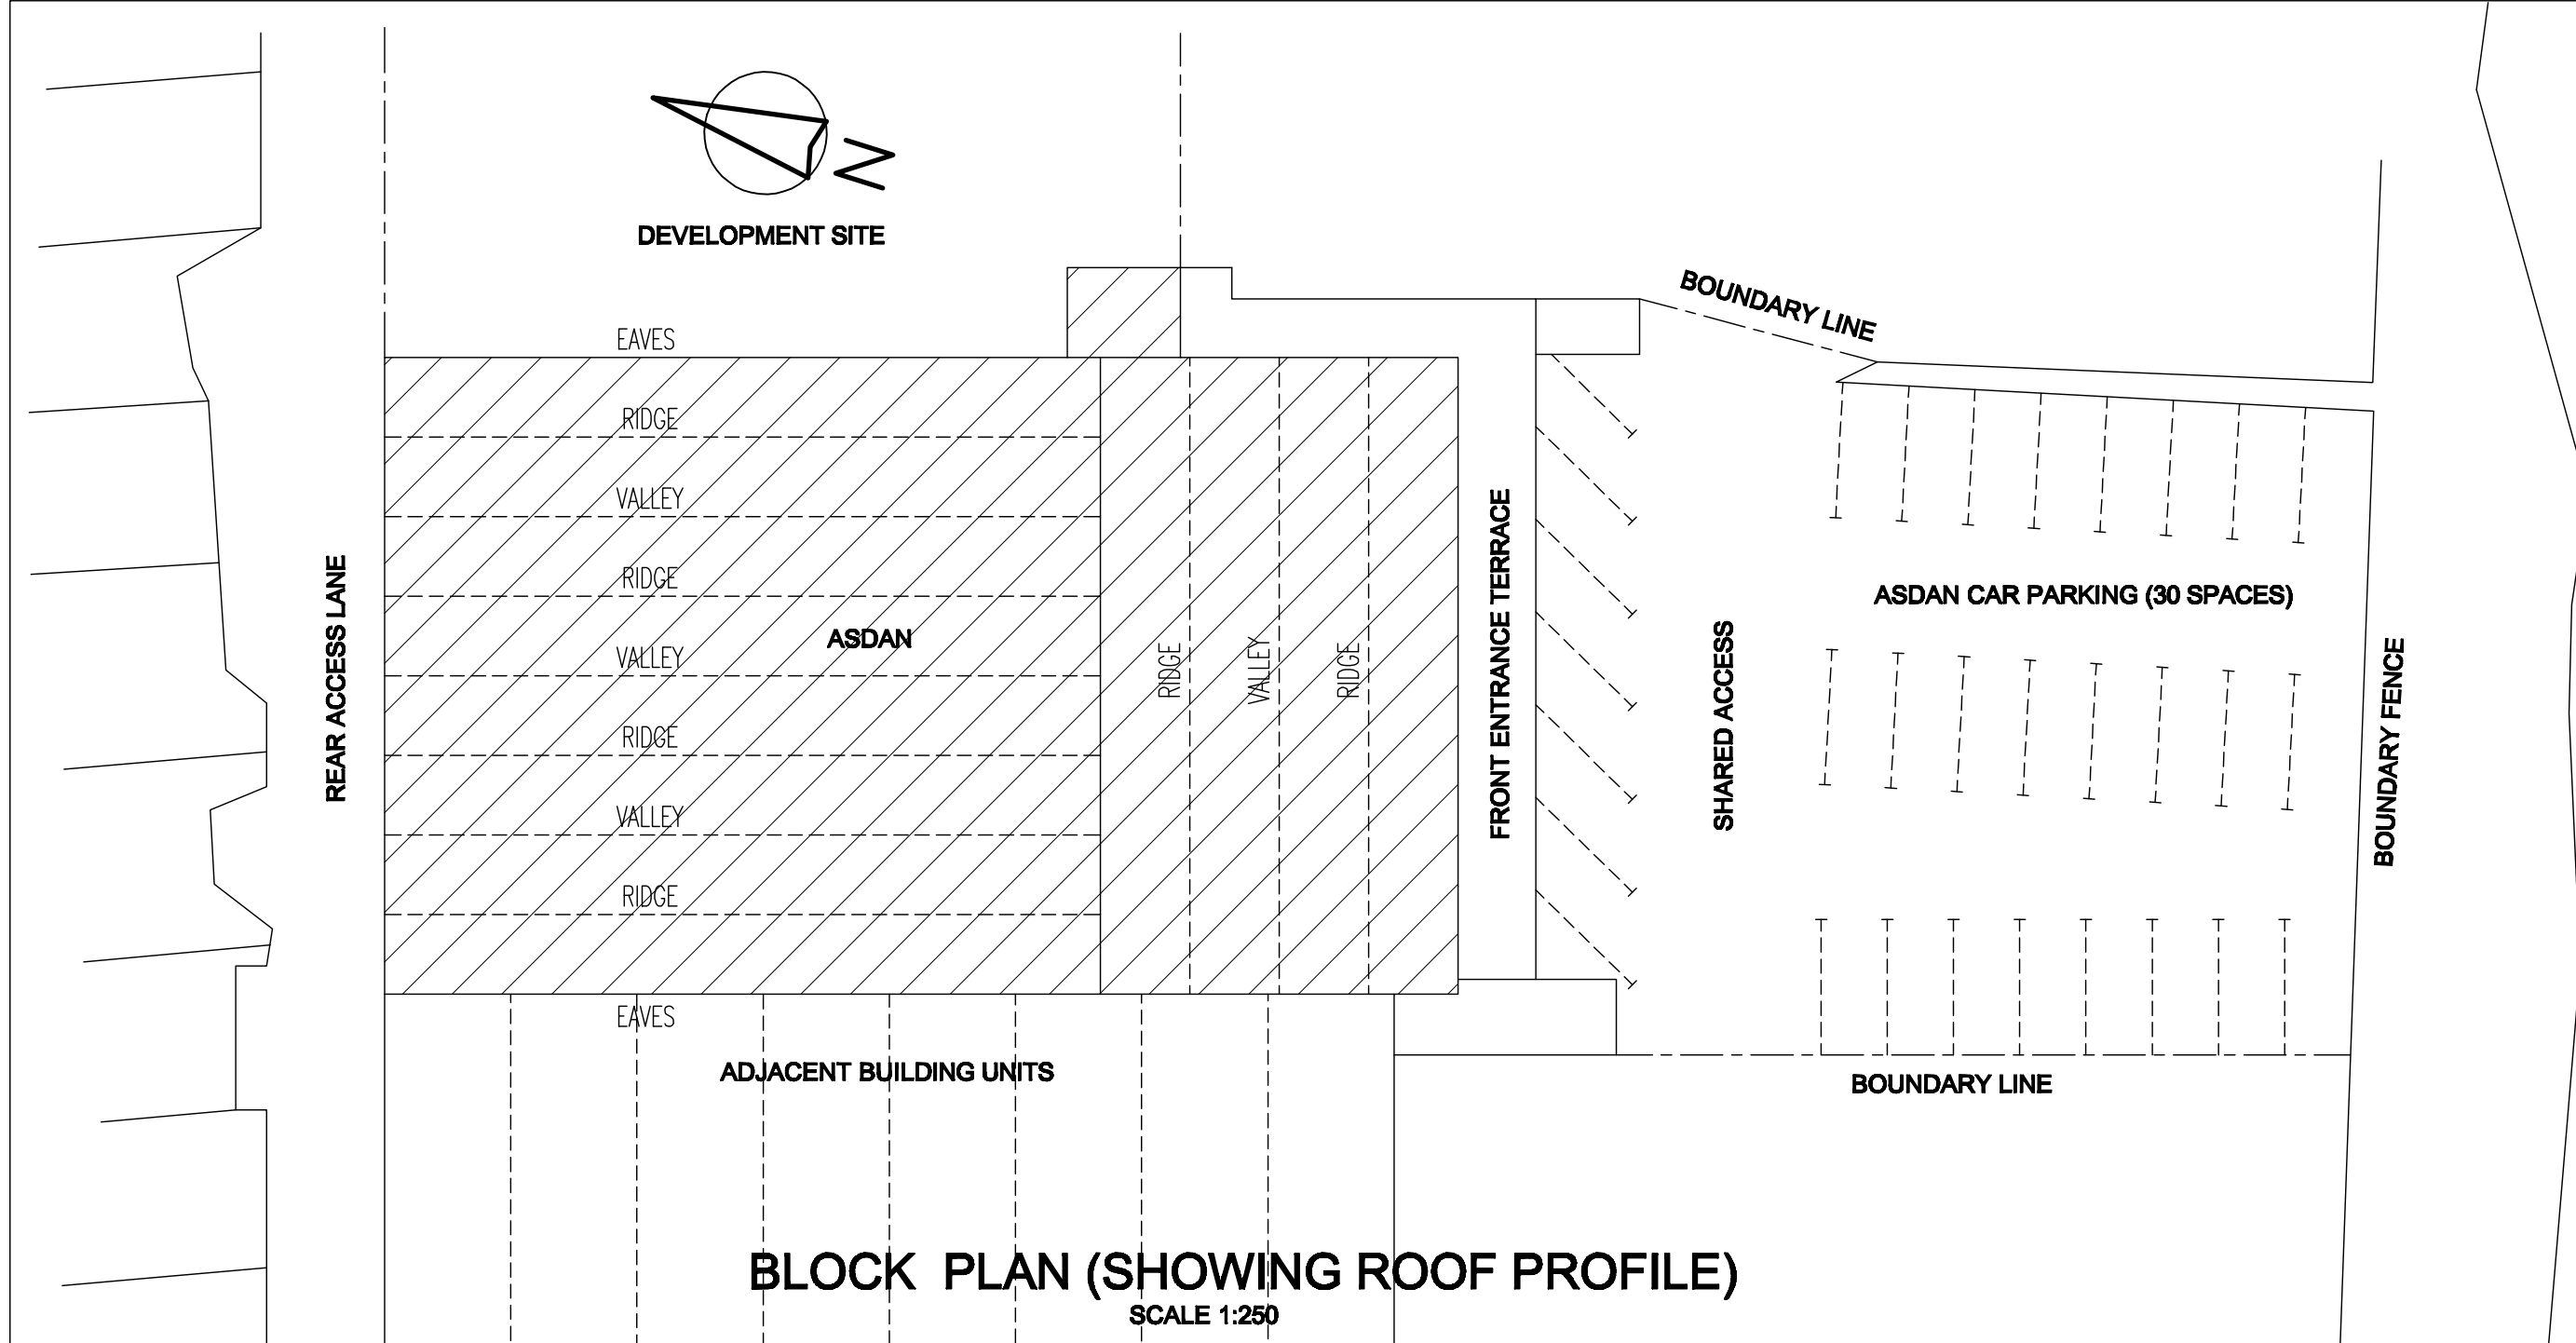 N
DEVELOPMENT SITE
BOUNDARY LINE
EAVES
RIDGE
VALLEY
RIDGE
VALLEY
RIDGE
VALLEY
RIDGE
EAVES
ASDAN
REAR ACCESS LANE
RIDGE
VALLEY
RIDGE
FRONT ENTRANCE TERRACE
SHARED ACCESS
ASDAN CAR PARKING (30 SPACES)
BOUNDARY FENCE
ADJACENT BUILDING UNITS
BOUNDARY LINE
BLOCK PLAN (SHOWING ROOF PROFILE)
SCALE 1:250